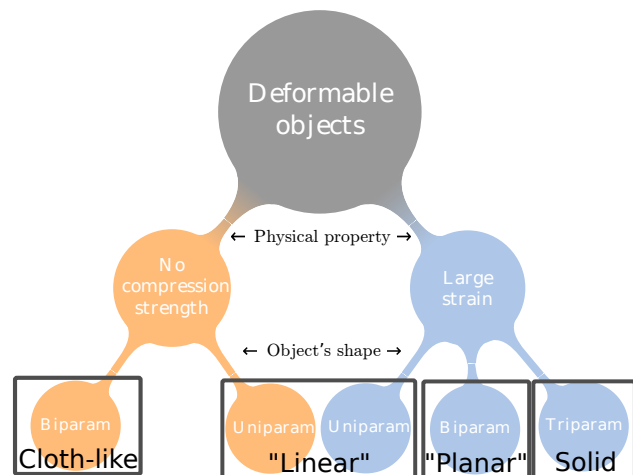 Deformable
objects
← Physical property →
No
compression
strength
Large
strain
← Object's shape →
Biparam
Uniparam
Uniparam
Biparam
Triparam
Cloth-like
"Linear"
"Planar"
Solid